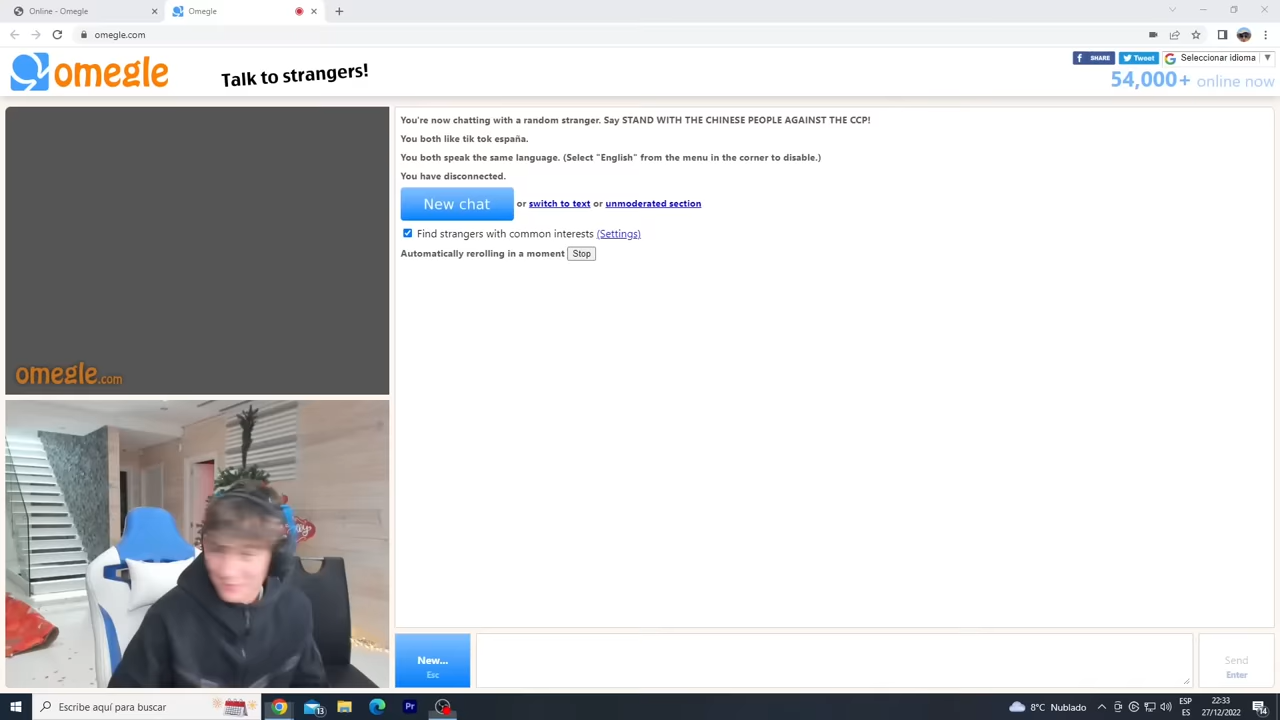 Online - Omegle
Omegle
omegle.com
omegle
Talk to strangers!
SHARE
Tweet
Seleccionar idioma
54,000+ online now
You're now chatting with a random stranger. Say STAND WITH THE CHINESE PEOPLE AGAINST THE CCP!
You both like tik tok españa.
You both speak the same language. (Select "English" from the menu in the corner to disable.)
You have disconnected.
New chat or switch to text or unmoderated section
Find strangers with common interests (Settings)
Automatically rerolling in a moment Stop
omegle.com
New...
Esc
Send
Enter
Escribe aquí para buscar
13
Pr
8°C Nublado
ESP
ES
22:33
27/12/2022
14